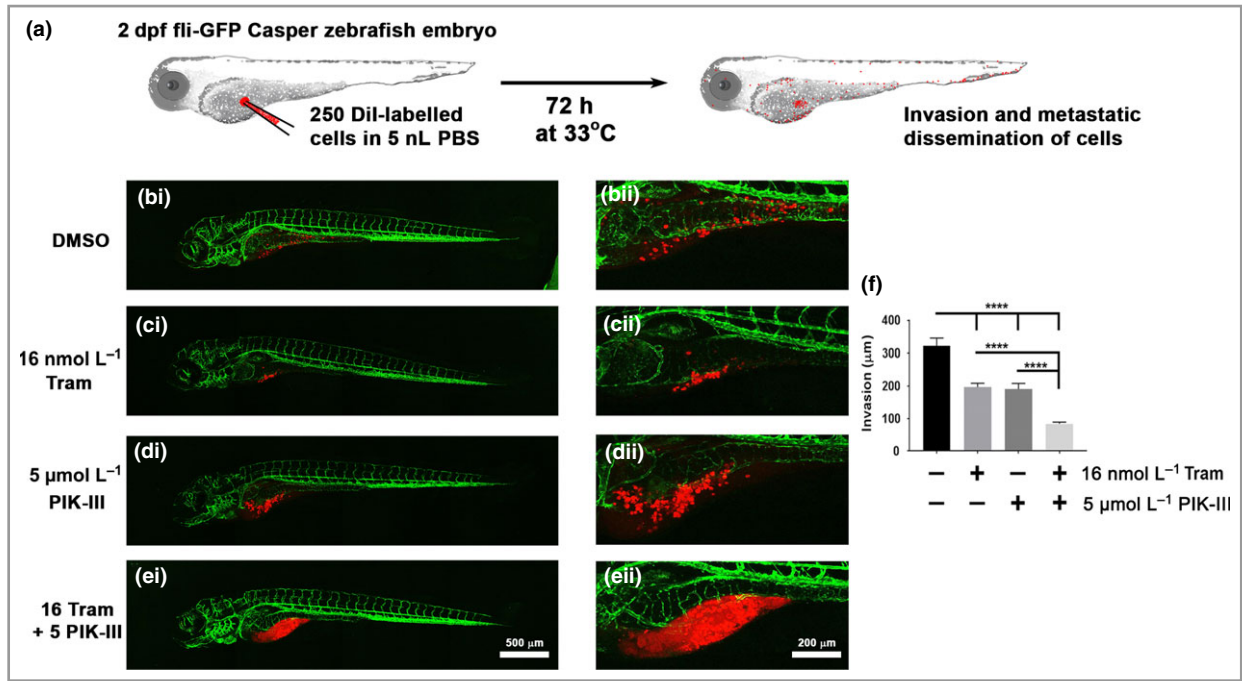 (a)
2 dpf fli-GFP Casper zebrafish embryo
250 Dil-labelled
cells in 5 nL PBS
72 h
at 33°C
Invasion and metastatic
dissemination of cells
DMSO
(bi)
(bii)
16 nmol L⁻¹
Tram
(ci)
(cii)
5 µmol L⁻¹
PIK-III
(di)
(dii)
16 Tram
+ 5 PIK-III
(ei)
500 µm
(eii)
200 µm
(f)
****
****
****
Invasion (µm)
400
300
200
100
0
– + – + 16 nmol L⁻¹ Tram
– – + + 5 µmol L⁻¹ PIK-III